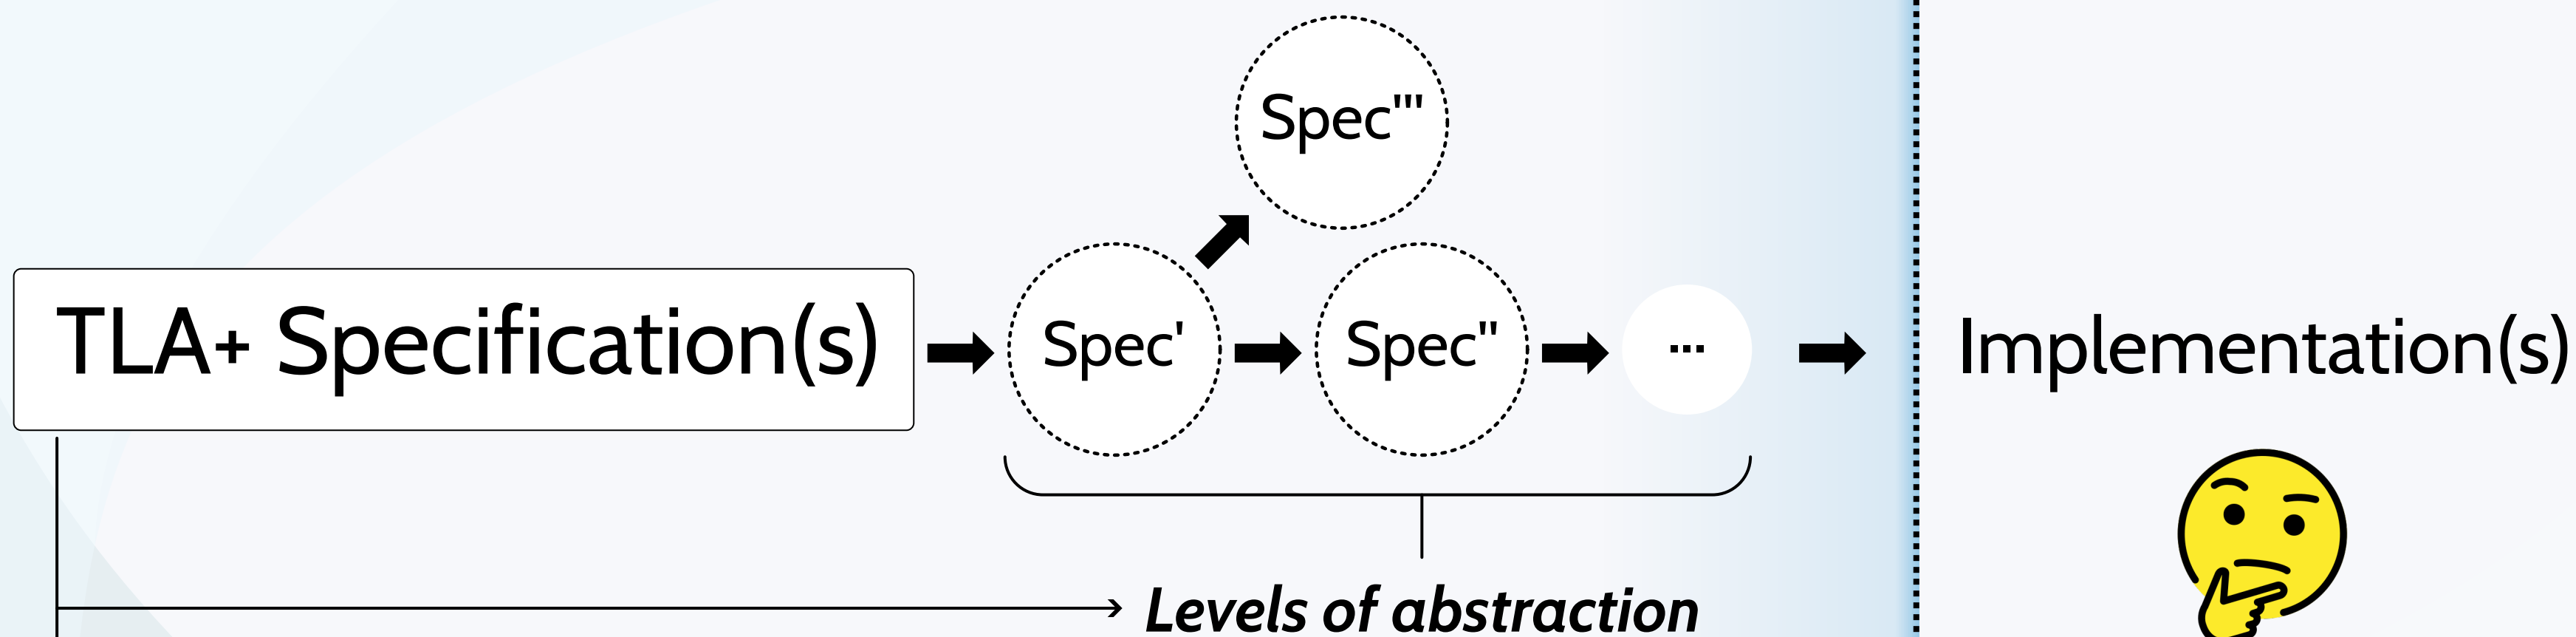 Spec'''
TLA+ Specification(s)
Spec'
Spec''
...
Implementation(s)
Levels of abstraction